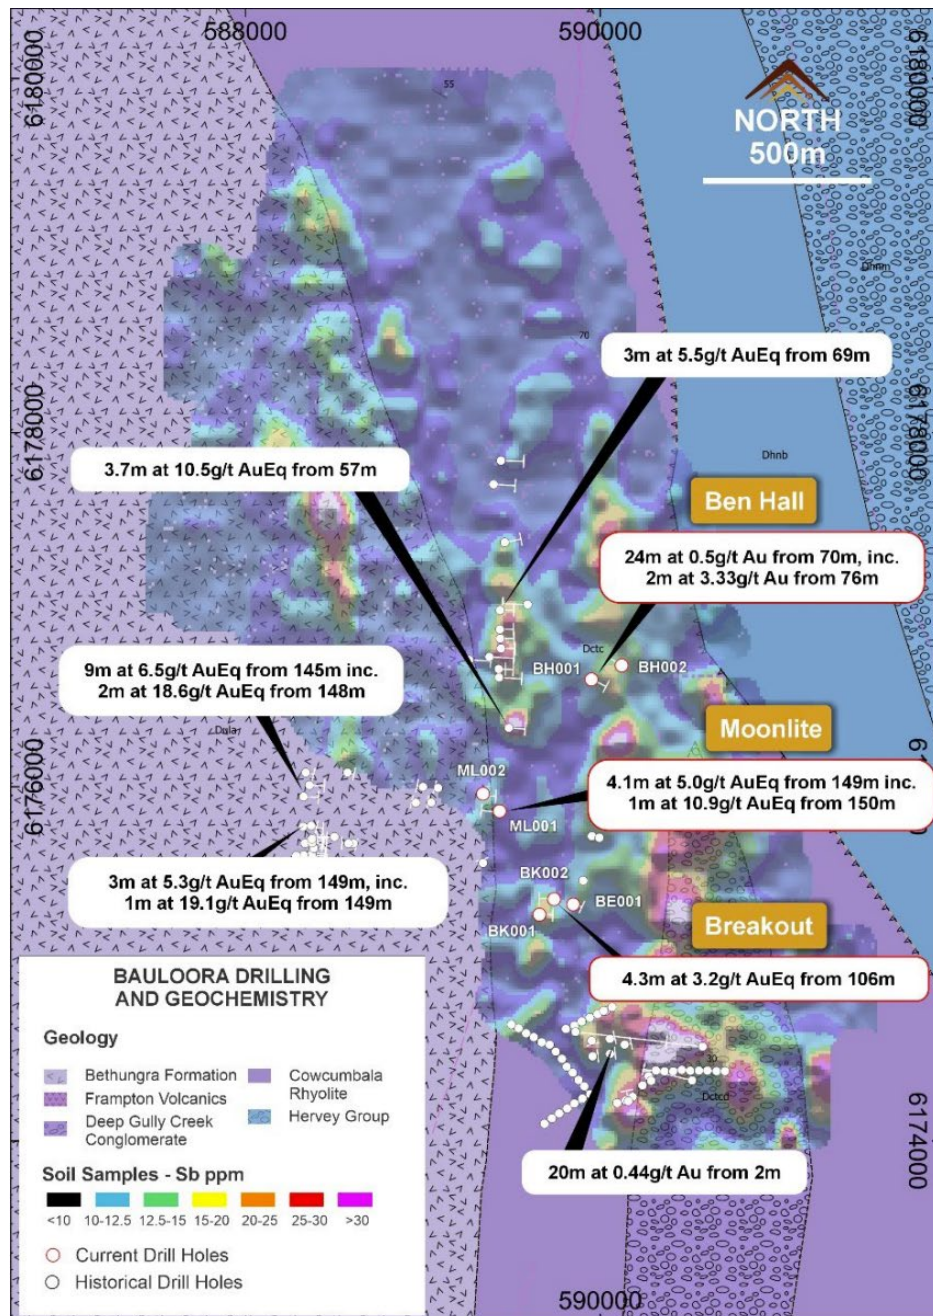 588000
590000
6180000
6180000
55
NORTH
500m
Dhnm
70
3m at 5.5g/t AuEq from 69m
6178000
6178000
3.7m at 10.5g/t AuEq from 57m
Dhnb
Ben Hall
24m at 0.5g/t Au from 70m, inc.
2m at 3.33g/t Au from 76m
Dctc
BH001
BH002
9m at 6.5g/t AuEq from 145m inc.
2m at 18.6g/t AuEq from 148m
Moonlite
6176000
ML002
4.1m at 5.0g/t AuEq from 149m inc.
1m at 10.9g/t AuEq from 150m
ML001
3m at 5.3g/t AuEq from 149m, inc.
1m at 19.1g/t AuEq from 149m
BK002
BE001
BK001
Breakout
4.3m at 3.2g/t AuEq from 106m
BAULOORA DRILLING
AND GEOCHEMISTRY
Geology
Bethungra Formation
Frampton Volcanics
Deep Gully Creek
Conglomerate
Cowcumbala
Rhyolite
Hervey Group
30
Dctcd
6174000
Soil Samples - Sb ppm
<10 10-12.5 12.5-15 15-20 20-25 25-30 >30
20m at 0.44g/t Au from 2m
Current Drill Holes
Historical Drill Holes
590000